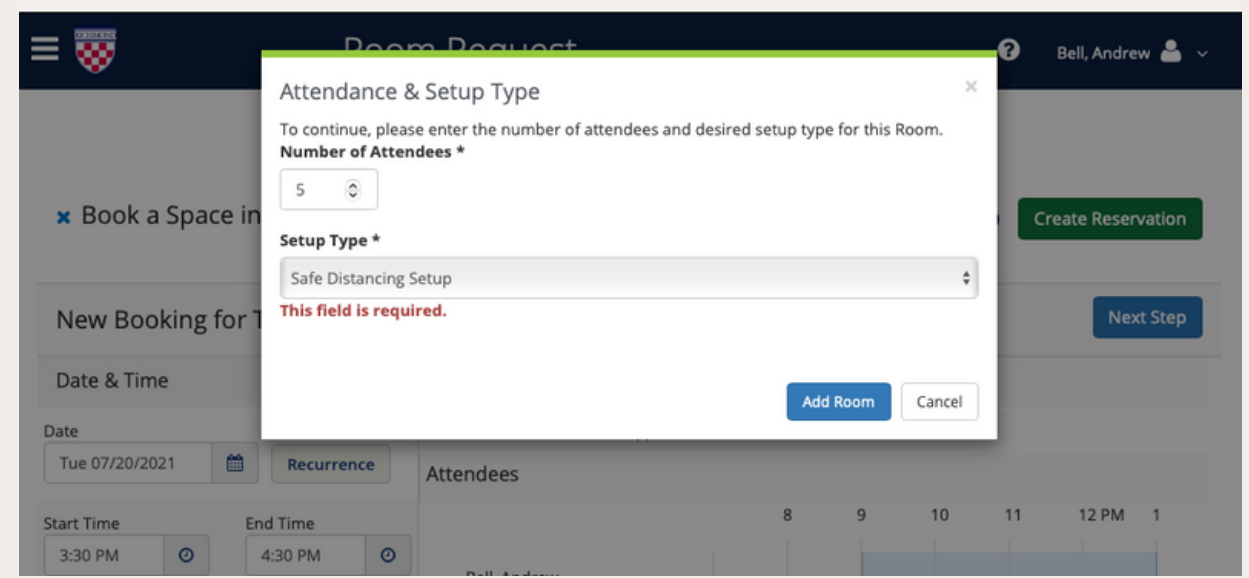 RICHMOND
Room Request
Bell, Andrew
Attendance & Setup Type
×
To continue, please enter the number of attendees and desired setup type for this Room.
Number of Attendees *
5
Setup Type *
Safe Distancing Setup
This field is required.
Add Room
Cancel
Book a Space in
Create Reservation
New Booking for T
Next Step
Date & Time
Date
Tue 07/20/2021
Recurrence
Start Time
End Time
3:30 PM
4:30 PM
Attendees
8 9 10 11 12 PM 1
Bell, Andrew